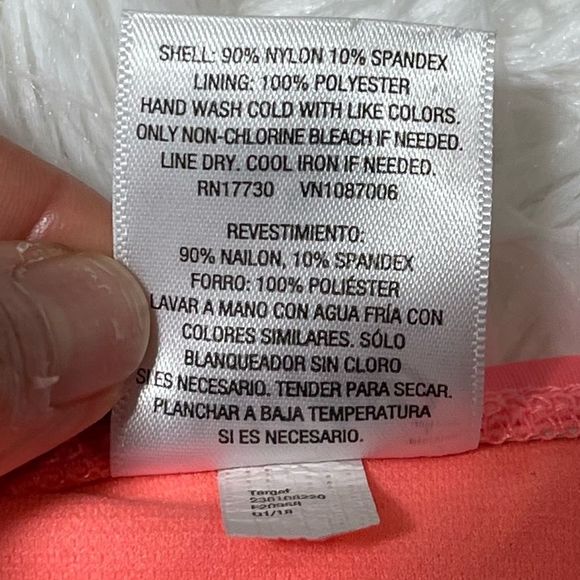 SHELL: 90% NYLON 10% SPANDEX
LINING: 100% POLYESTER
HAND WASH COLD WITH LIKE COLORS.
ONLY NON-CHLORINE BLEACH IF NEEDED.
LINE DRY. COOL IRON IF NEEDED.
RN17730 VN1087006
REVESTIMIENTO:
90% NAILON, 10% SPANDEX
FORRO: 100% POLIÉSTER
LAVAR A MANO CON AGUA FRÍA CON
COLORES SIMILARES. SÓLO
BLANQUEADOR SIN CLORO
SI ES NECESARIO. TENDER PARA SECAR.
PLANCHAR A BAJA TEMPERATURA
SI ES NECESARIO.
Target
Q1/18